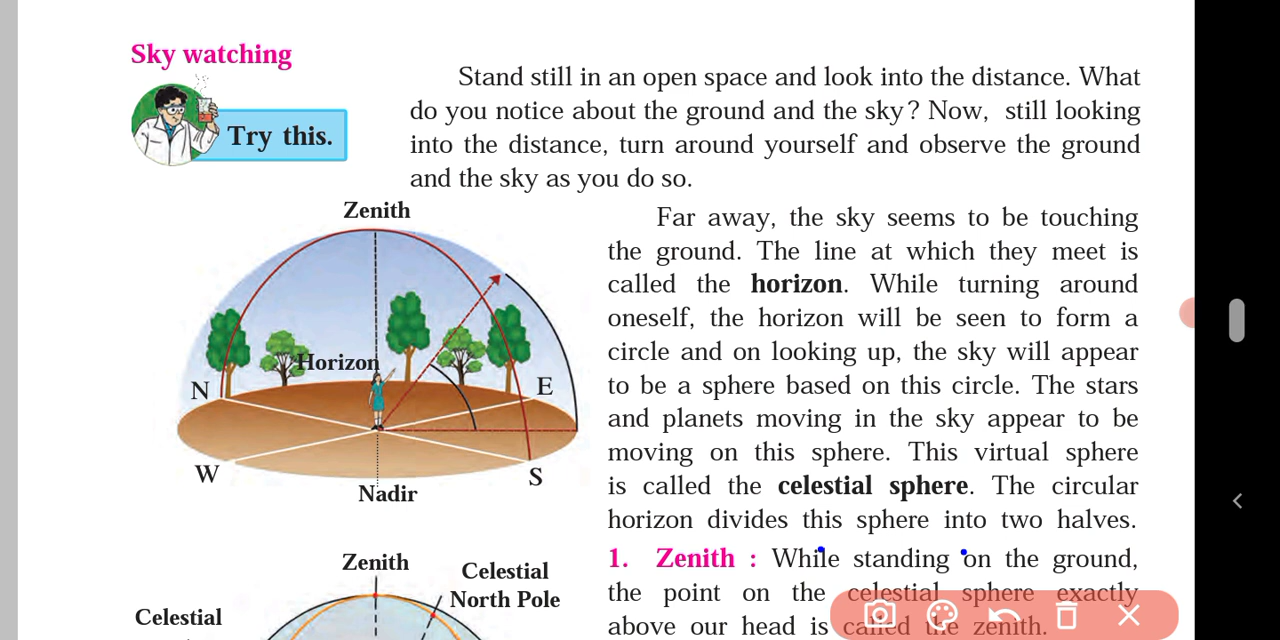 Sky watching
Try this.
Stand still in an open space and look into the distance. What
do you notice about the ground and the sky? Now, still looking
into the distance, turn around yourself and observe the ground
and the sky as you do so.
Zenith
Horizon
N
E
W
S
Nadir
Far away, the sky seems to be touching
the ground. The line at which they meet is
called the horizon. While turning around
oneself, the horizon will be seen to form a
circle and on looking up, the sky will appear
to be a sphere based on this circle. The stars
and planets moving in the sky appear to be
moving on this sphere. This virtual sphere
is called the celestial sphere. The circular
horizon divides this sphere into two halves.
1. Zenith : While standing on the ground,
the point on the celestial sphere exactly
above our head is called the zenith.
Zenith
Celestial
North Pole
Celestial